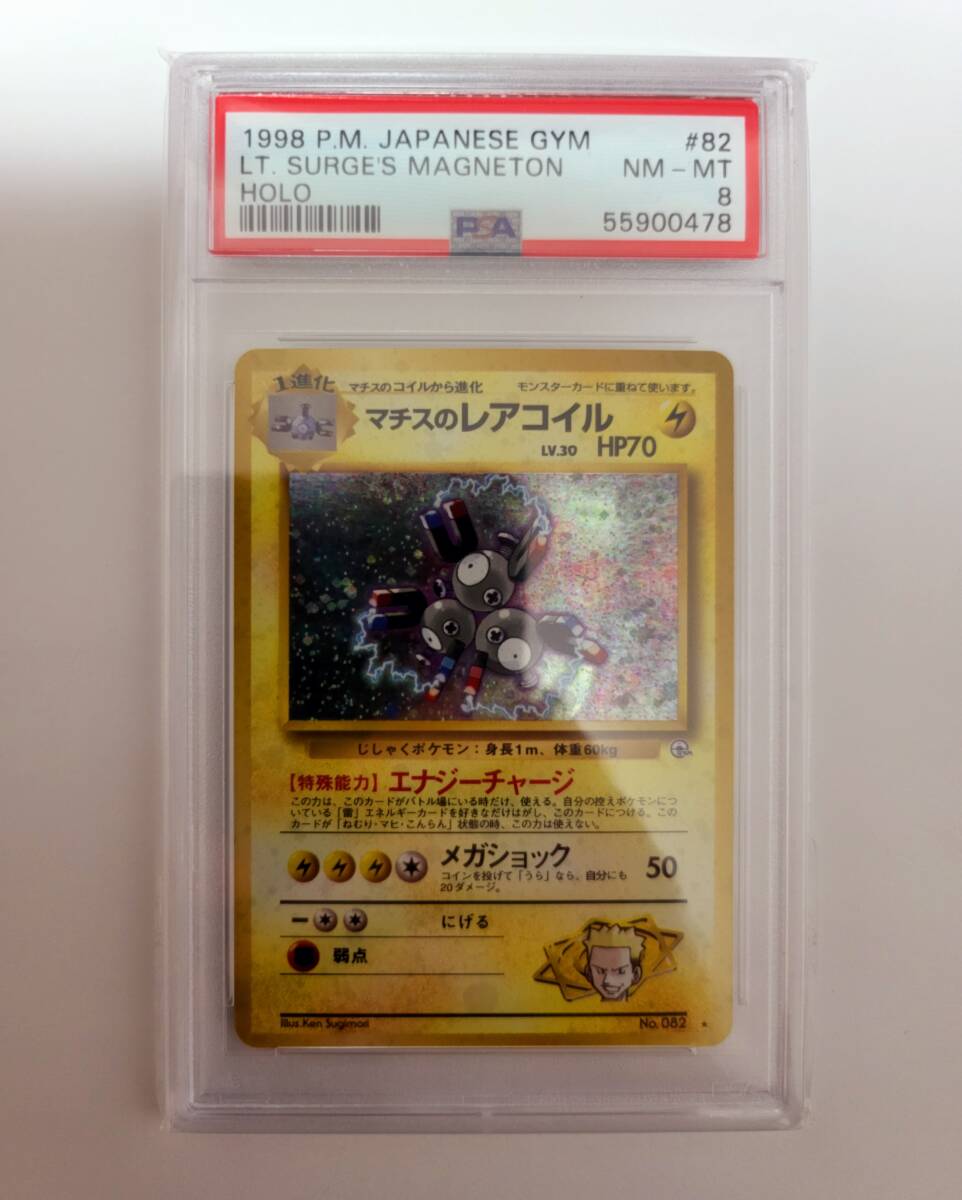 1998 P.M. JAPANESE GYM #82
LT. SURGE'S MAGNETON NM - MT
HOLO 8
PSA 55900478
1進化 マチスのコイルから進化 モンスターカードに重ねて使います。
マチスのレアコイル
LV.30 HP70
じしゃくポケモン：身長1m、体重60kg
【特殊能力】エナジーチャージ
この力は、このカードがバトル場にいる時だけ、使える。自分の控えポケモンにつ
いている「雷」エネルギーカードを好きなだけはがし、このカードにつける。この
カードが「ねむり・マヒ・こんらん」状態の時、この力は使えない。
メガショック 50
コインを投げて「うら」なら、自分にも
20ダメージ。
にげる
弱点
Illus.Ken Sugimori No. 082 ★